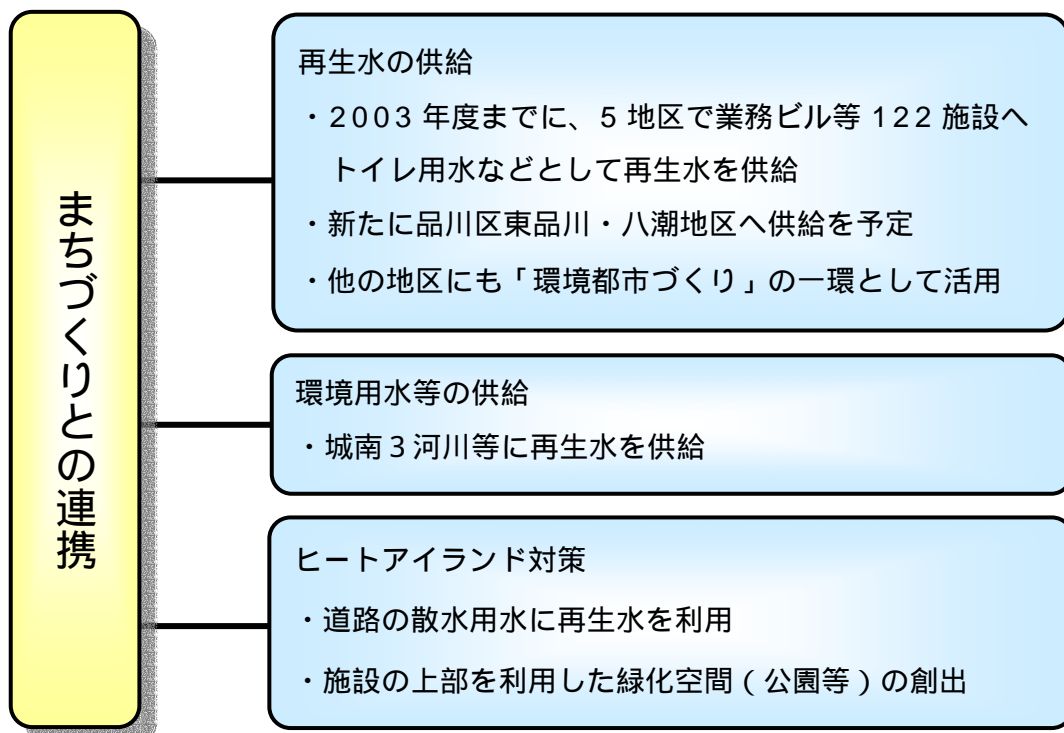 まちづくりとの連携
再生水の供給
・2003年度までに、5地区で業務ビル等122施設へ
トイレ用水などとして再生水を供給
・新たに品川区東品川・八潮地区へ供給を予定
・他の地区にも「環境都市づくり」の一環として活用
環境用水等の供給
・城南3河川等に再生水を供給
ヒートアイランド対策
・道路の散水用水に再生水を利用
・施設の上部を利用した緑化空間(公園等)の創出